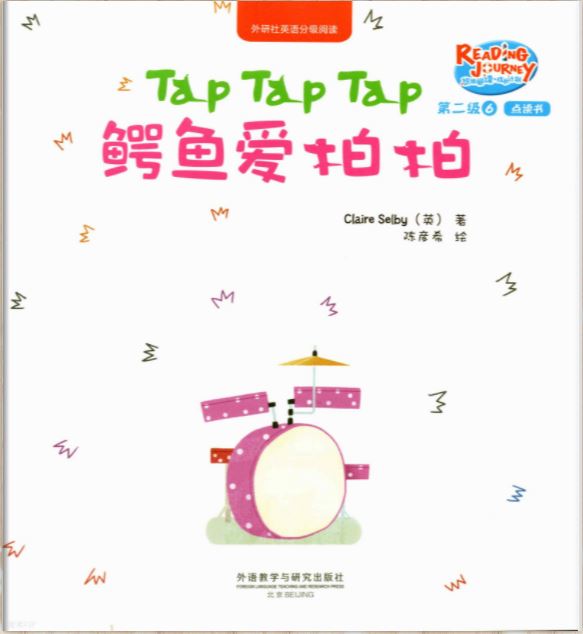 外研社英语分级阅读
READING
JOURNEY
第二级 6 点读书
Tap Tap Tap
鳄鱼爱拍拍
Claire Selby（英）著
陈彦希 绘
外语教学与研究出版社
FOREIGN LANGUAGE TEACHING AND RESEARCH PRESS
北京 BEIJING